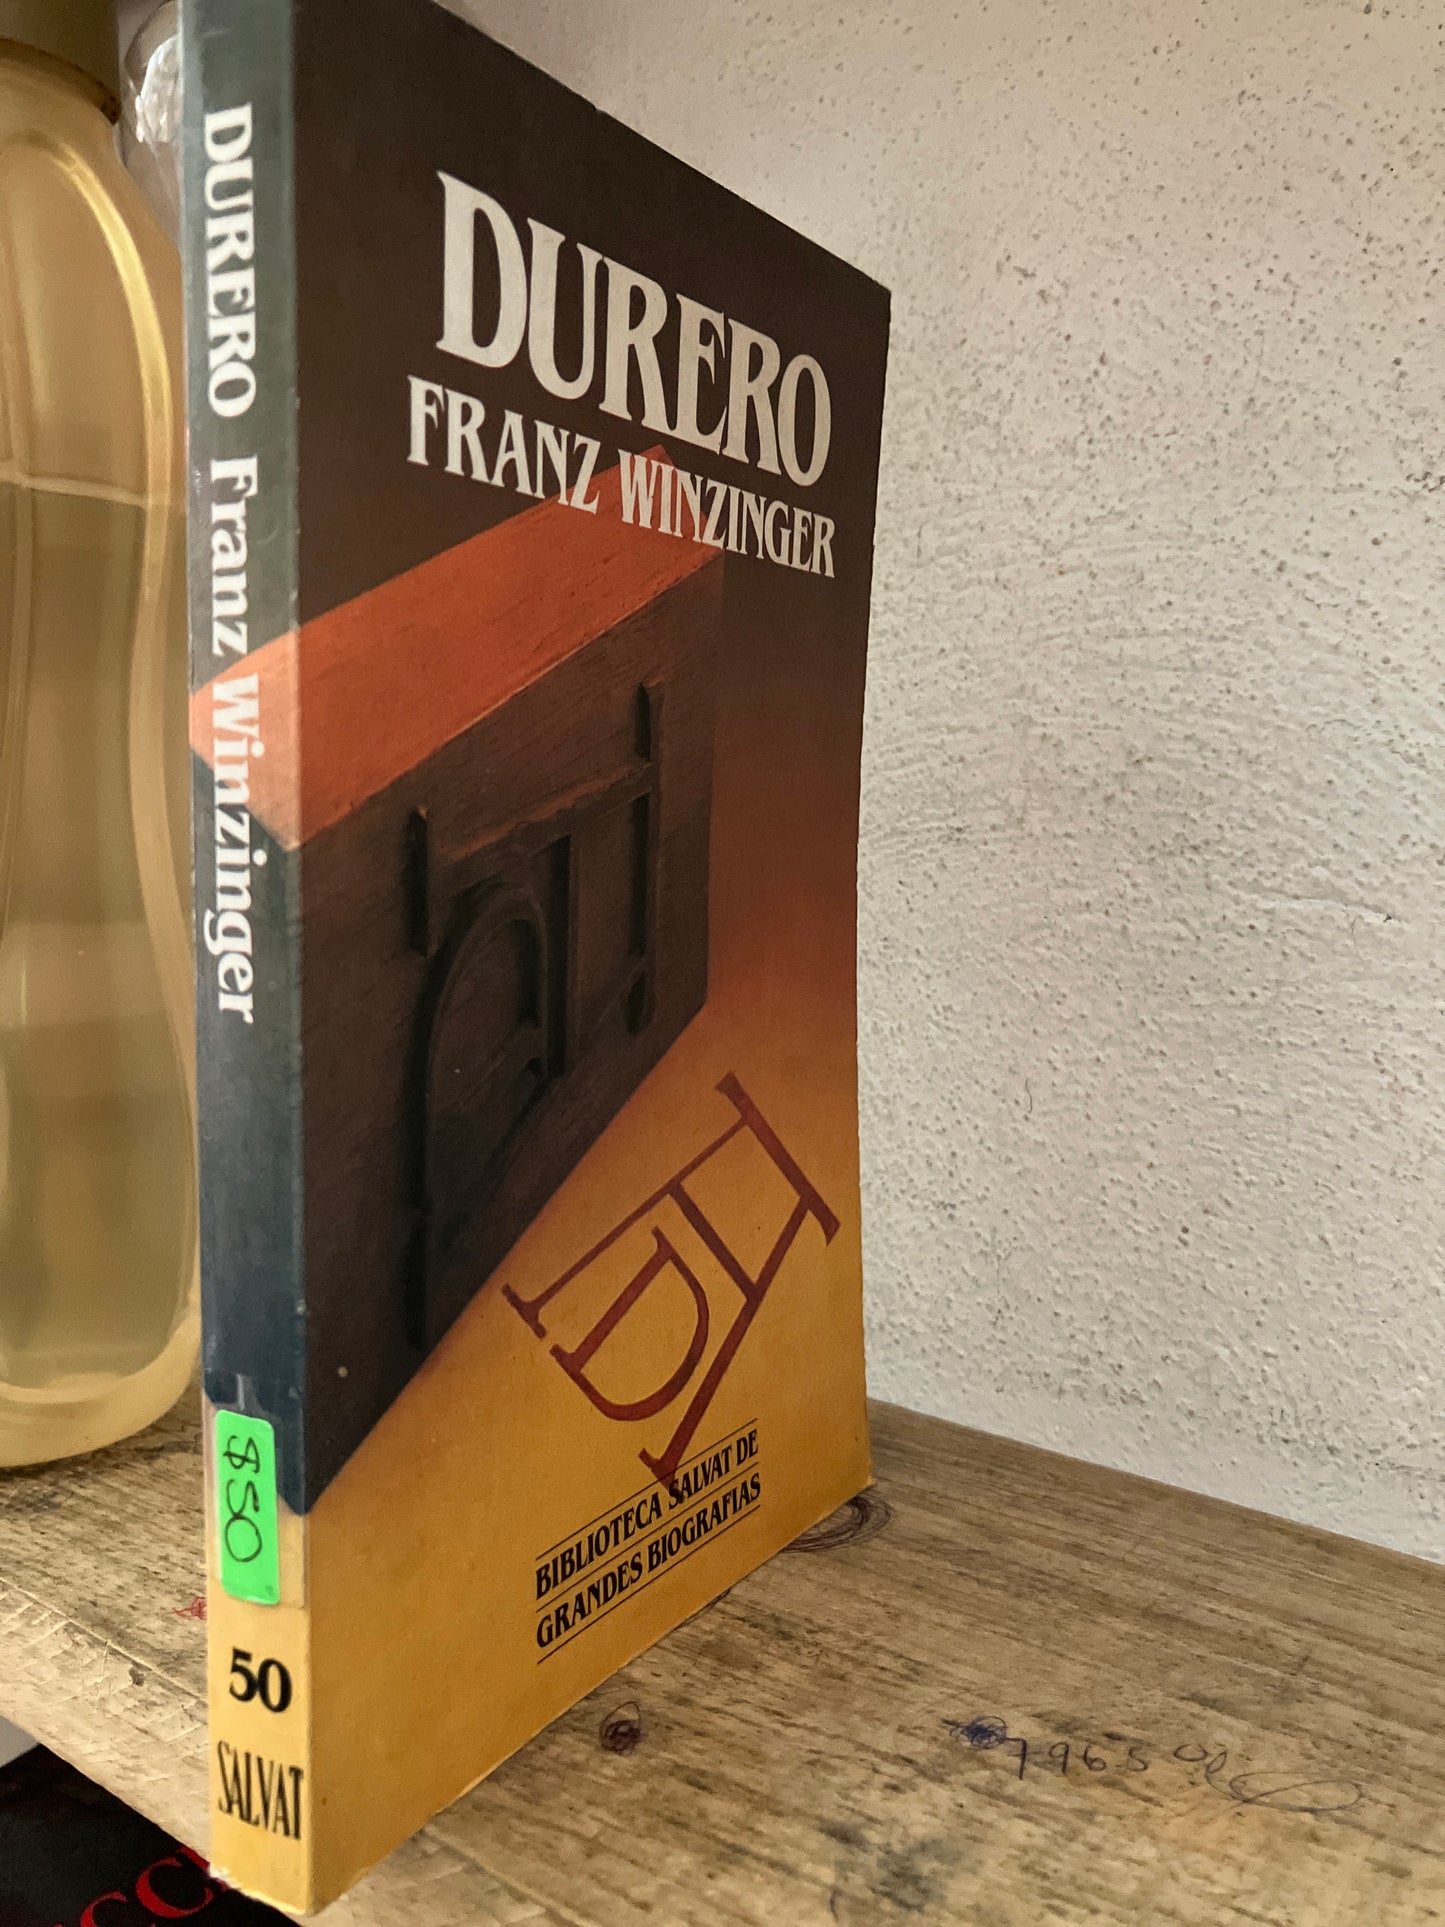 DURERO
FRANZ WINZINGER
BIBLIOTECA SALVAT DE
GRANDES BIOGRAFIAS
DURERO Franz Winzinger
$50
50
SALVAT